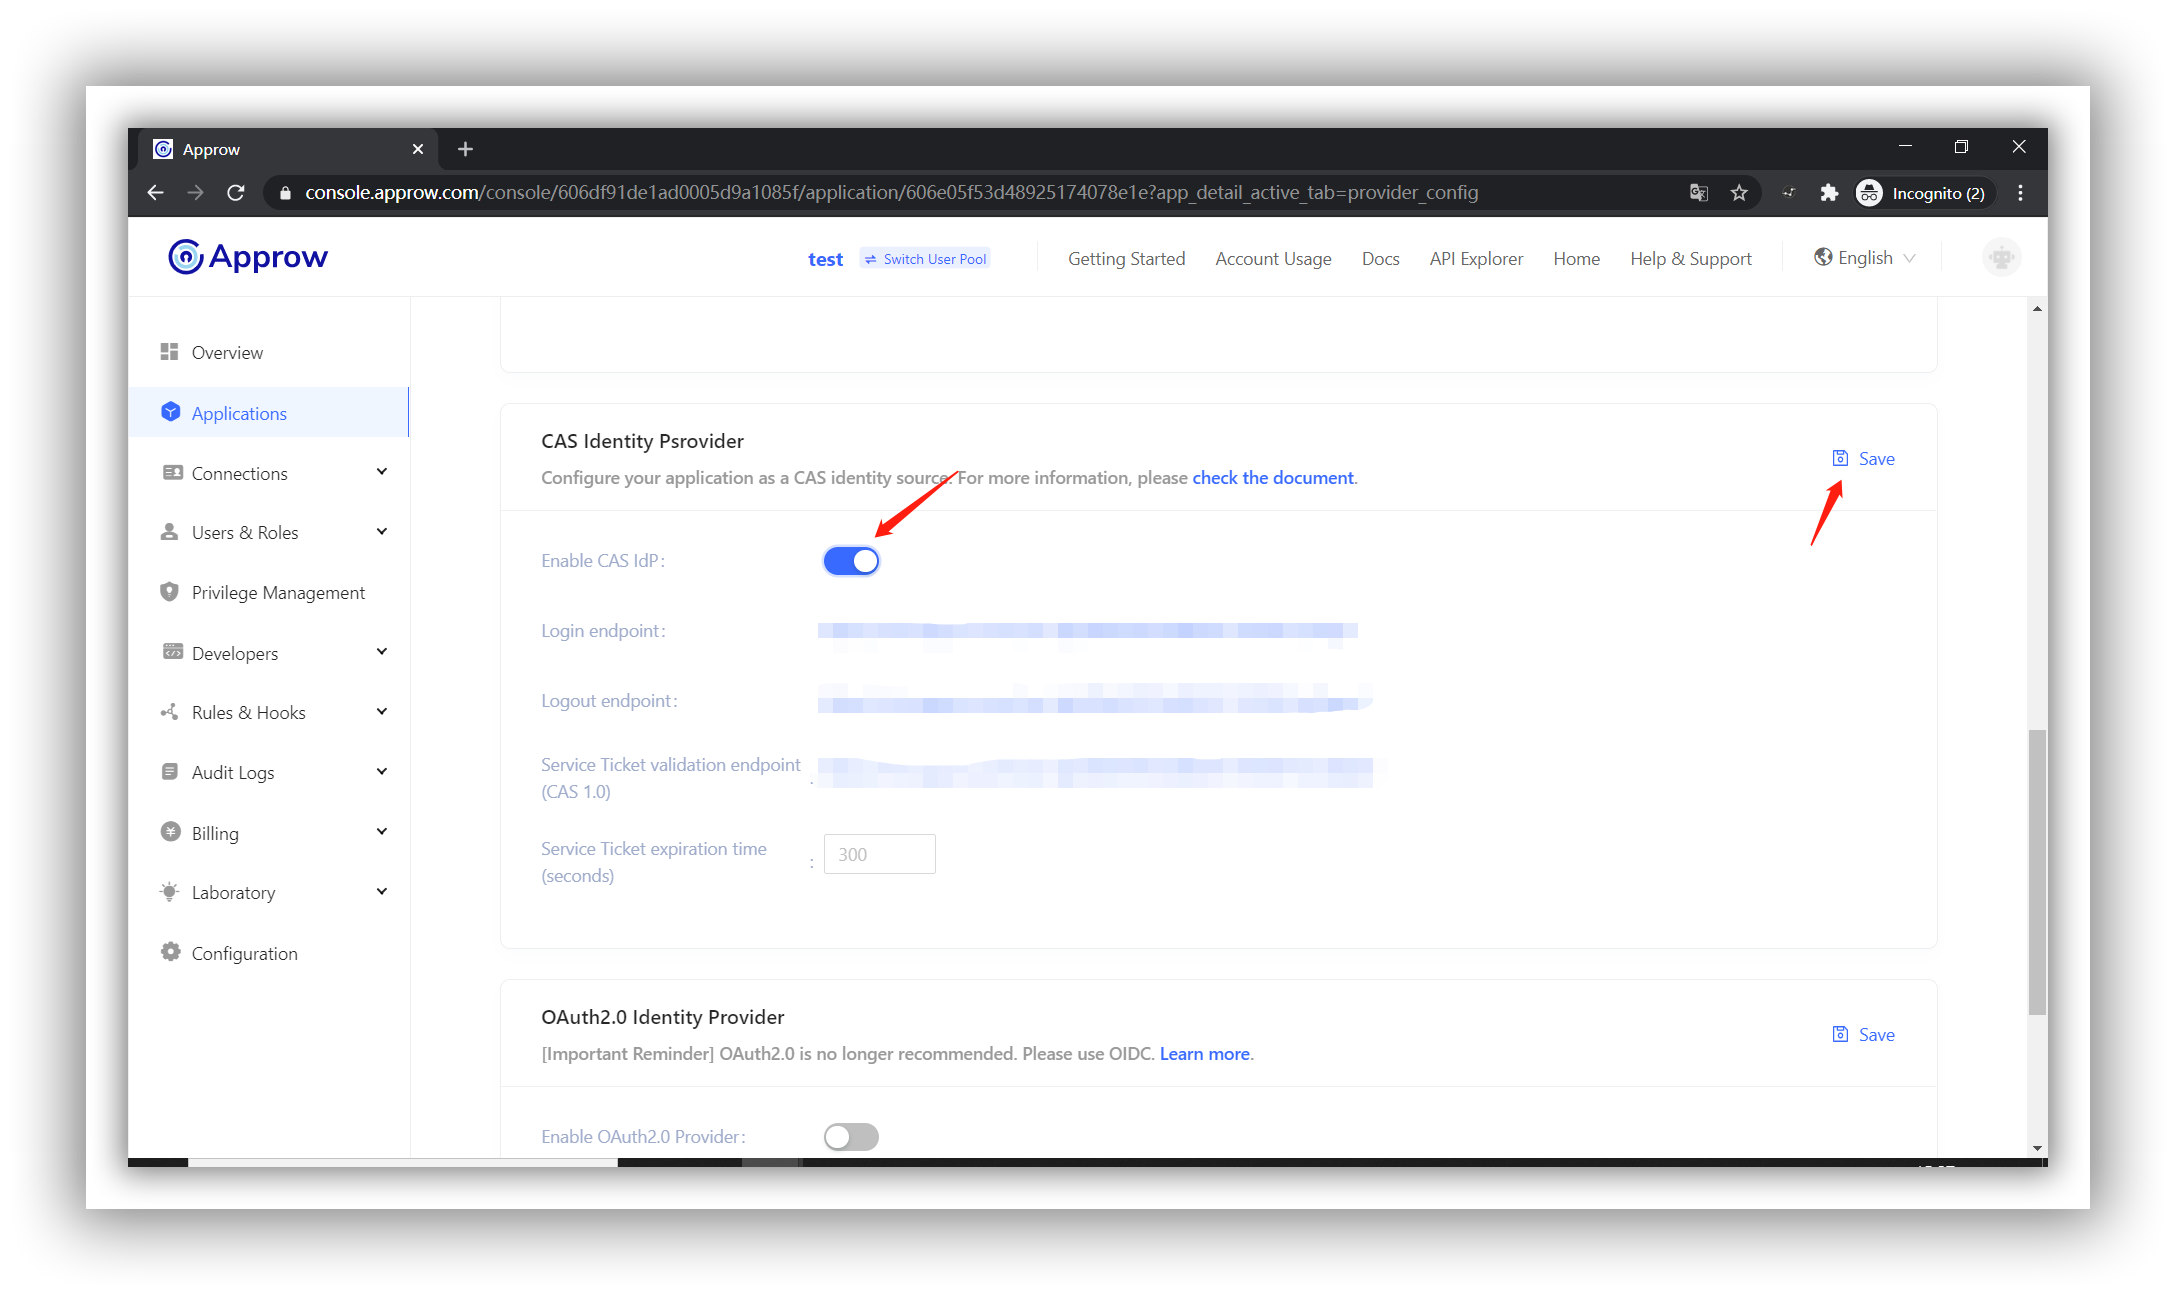 Approw
console.approw.com/console/606df91de1ad0005d9a1085f/application/606e05f53d48925174078e1e?app_detail_active_tab=provider_config
Incognito (2)
Approw
test
Switch User Pool
Getting Started
Account Usage
Docs
API Explorer
Home
Help & Support
English
Overview
Applications
Connections
Users & Roles
Privilege Management
Developers
Rules & Hooks
Audit Logs
Billing
Laboratory
Configuration
CAS Identity Psrovider
Configure your application as a CAS identity source. For more information, please check the document.
Save
Enable CAS IdP:
Login endpoint:
Logout endpoint:
Service Ticket validation endpoint
(CAS 1.0)
:
Service Ticket expiration time
(seconds)
:
300
OAuth2.0 Identity Provider
[Important Reminder] OAuth2.0 is no longer recommended. Please use OIDC. Learn more.
Save
Enable OAuth2.0 Provider: